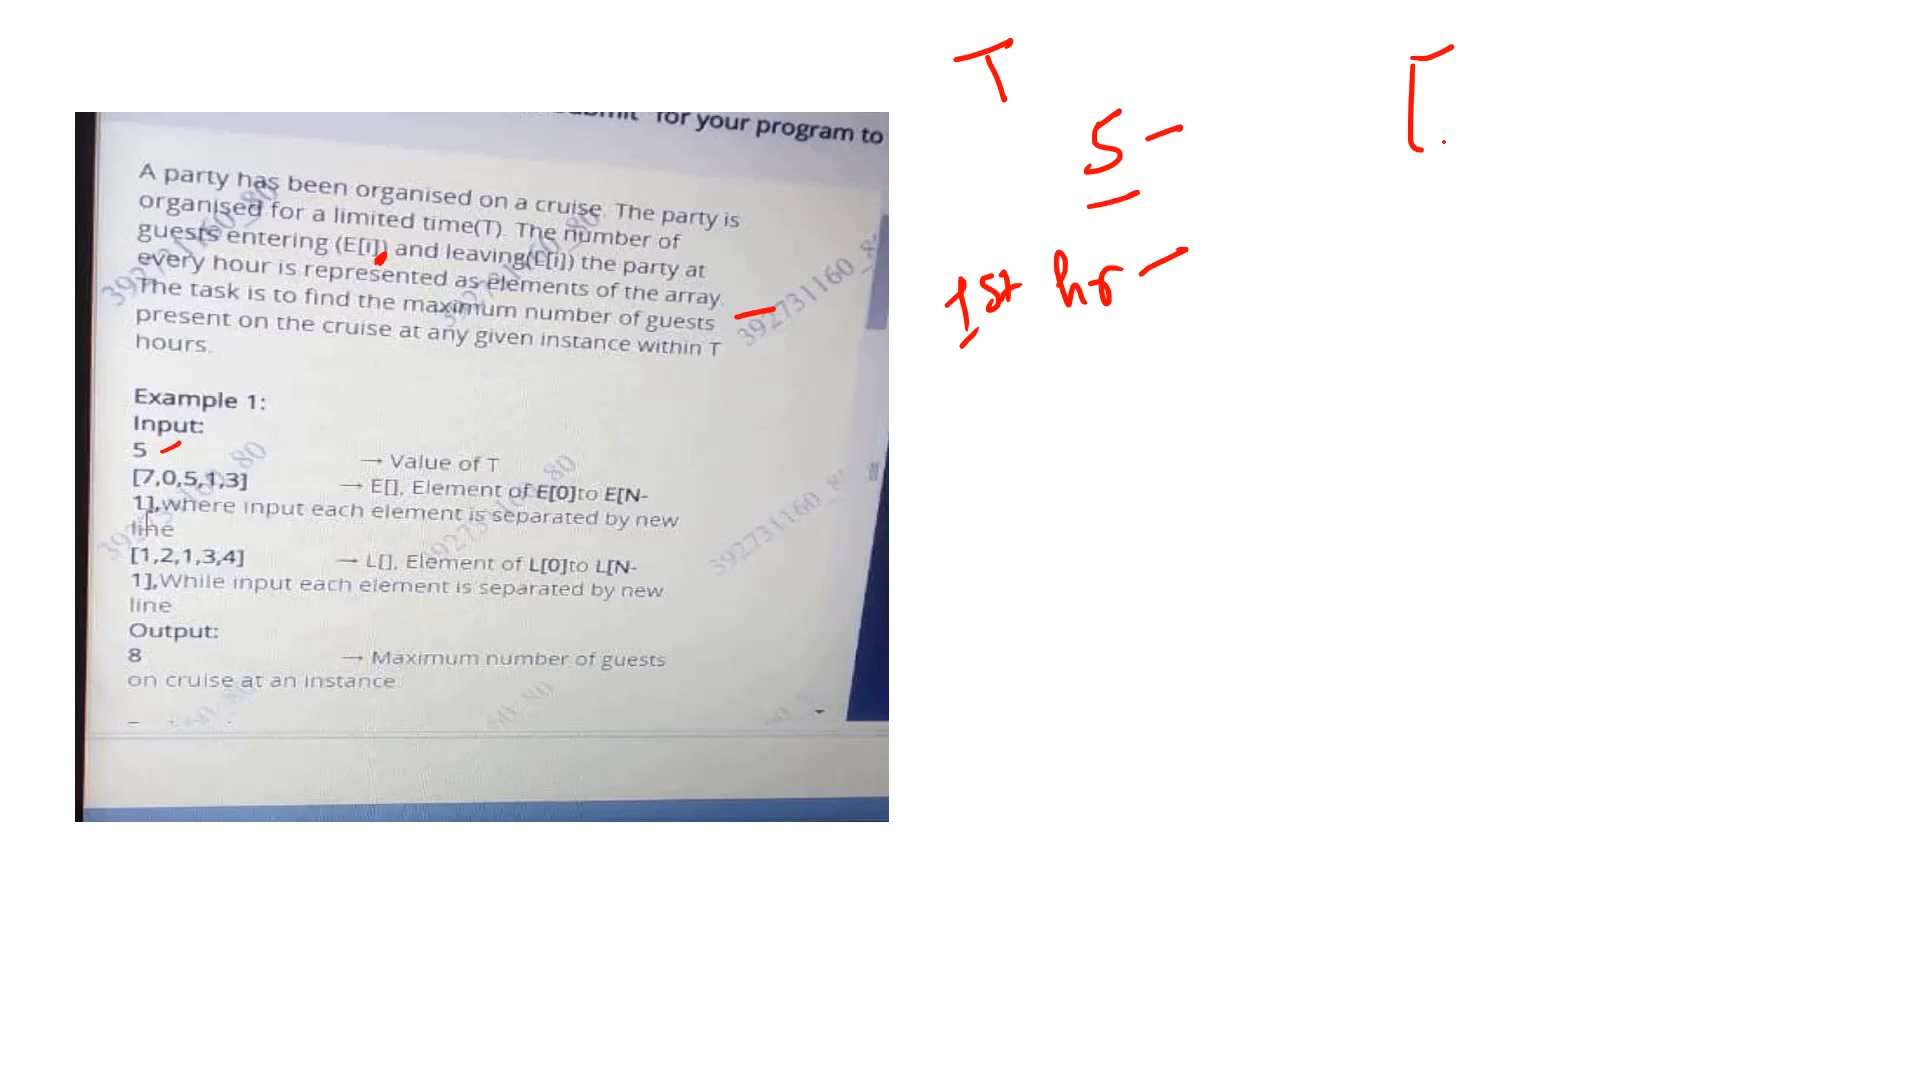 submit" for your program to
A party has been organised on a cruise. The party is
organised for a limited time(T). The number of
guests entering (E[i]) and leaving(L[i]) the party at
every hour is represented as elements of the array.
The task is to find the maximum number of guests
present on the cruise at any given instance within T
hours.
Example 1:
Input:
5 → Value of T
[7,0,5,1,3] → E[], Element of E[0]to E[N-
1],where input each element is separated by new
line
[1,2,1,3,4] → L[], Element of L[0]to L[N-
1],While input each element is separated by new
line
Output:
8 → Maximum number of guests
on cruise at an instance
T
5 -
1st hr -
[